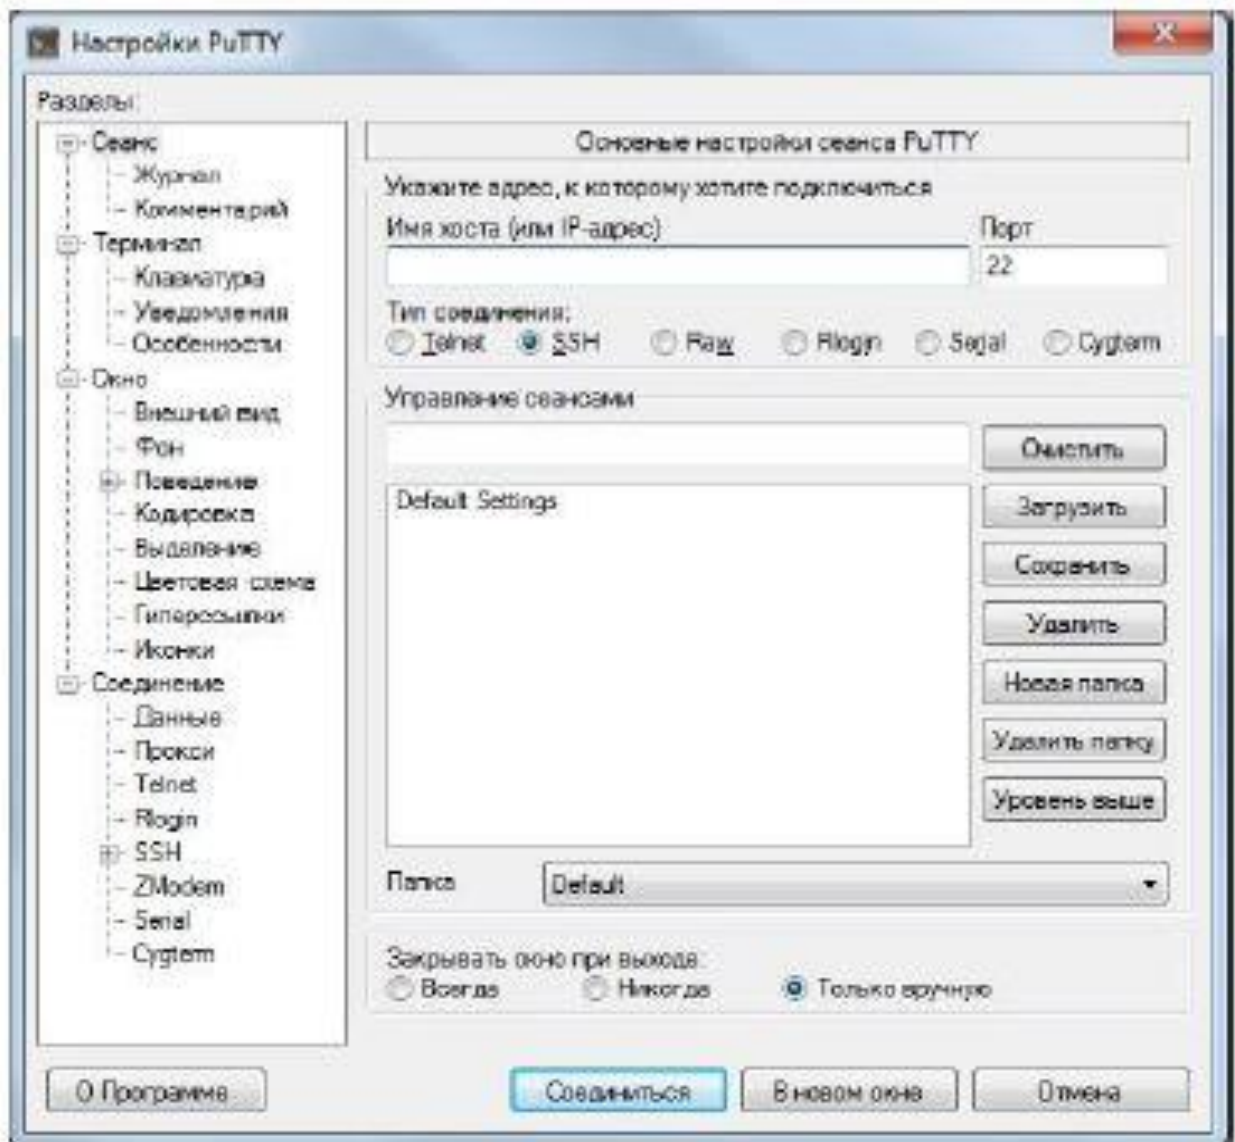 Настройки PuTTY
Разделы:
Сеанс
Журнал
Комментарий
Терминал
Клавиатура
Уведомления
Особенности
Окно
Внешний вид
Фон
Поведение
Кодировка
Выделение
Цветовая схема
Гиперссылки
Иконки
Соединение
Данные
Прокси
Telnet
Rlogin
SSH
ZModem
Serial
Cygterm
Основные настройки сеанса PuTTY
Укажите адрес, к которому хотите подключиться
Имя хоста (или IP-адрес) Порт
22
Тип соединения:
Telnet SSH Raw Rlogin Serial Cygterm
Управление сеансами
Очистить
Default Settings
Загрузить
Сохранить
Удалить
Новая папка
Удалить папку
Уровень выше
Папка Default
Закрывать окно при выходе:
Всегда Никогда Только вручную
О Программе Соединиться В новом окне Отмена